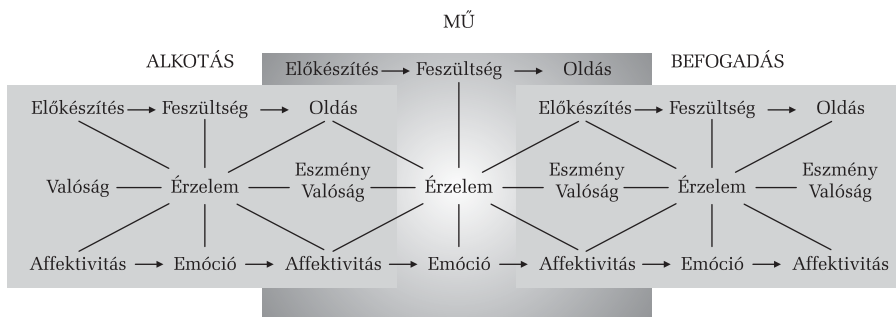 MŰ
ALKOTÁS
BEFOGADÁS
Előkészítés Feszültség Oldás
Előkészítés Feszültség Oldás Előkészítés Feszültség Oldás
Valóság Érzelem Eszmény Valóság Érzelem Eszmény Valóság Érzelem Eszmény Valóság
Affektivitás Emóció Affektivitás Emóció Affektivitás Emóció Affektivitás